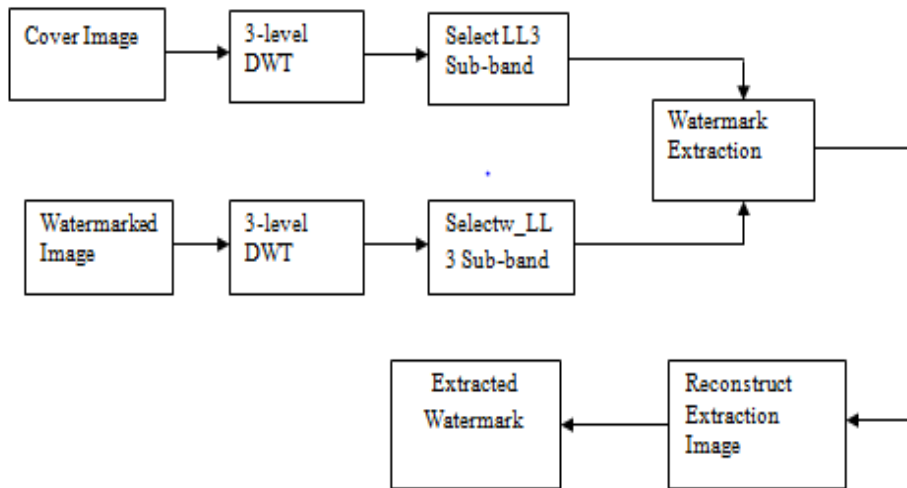 Cover Image
3-level
DWT
Select LL3
Sub-band
Watermark
Extraction
Watermarked
Image
3-level
DWT
Selectw_LL
3 Sub-band
Extracted
Watermark
Reconstruct
Extraction
Image